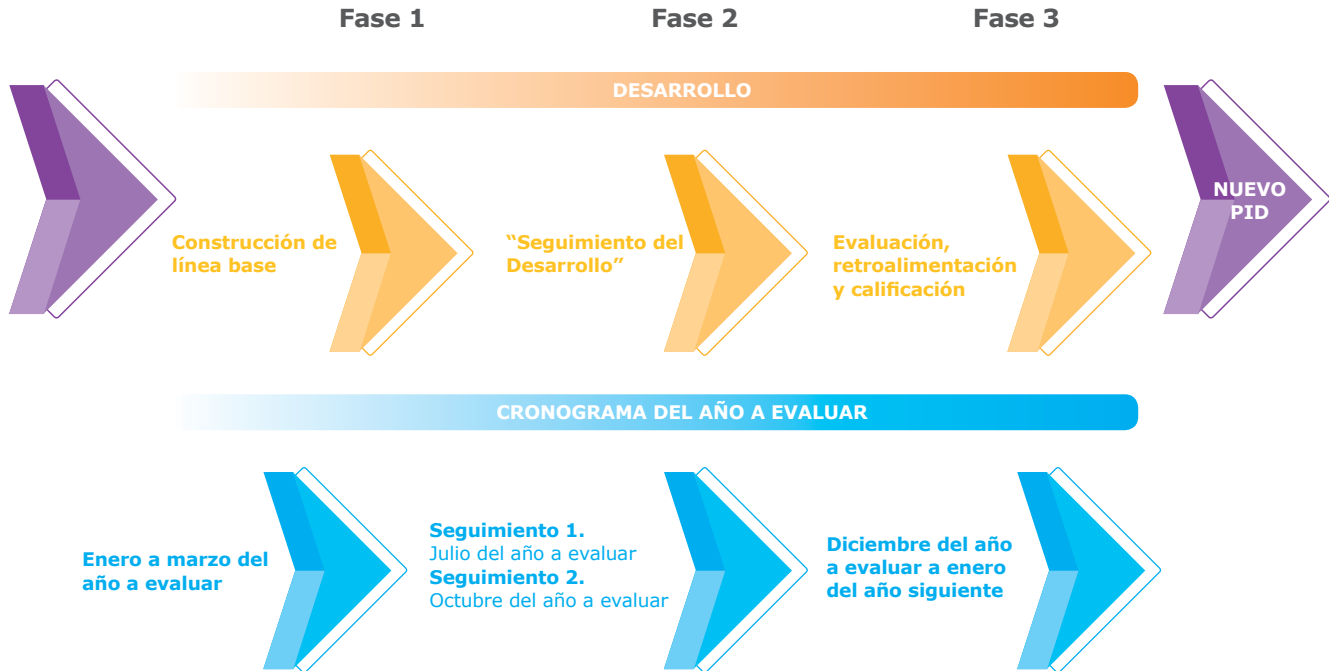 Fase 1
Fase 2
Fase 3
DESARROLLO
Construcción de
línea base
“Seguimiento del
Desarrollo”
Evaluación,
retroalimentación
y calificación
NUEVO
PID
CRONOGRAMA DEL AÑO A EVALUAR
Enero a marzo del
año a evaluar
Seguimiento 1.
Julio del año a evaluar
Seguimiento 2.
Octubre del año a evaluar
Diciembre del año
a evaluar a enero
del año siguiente